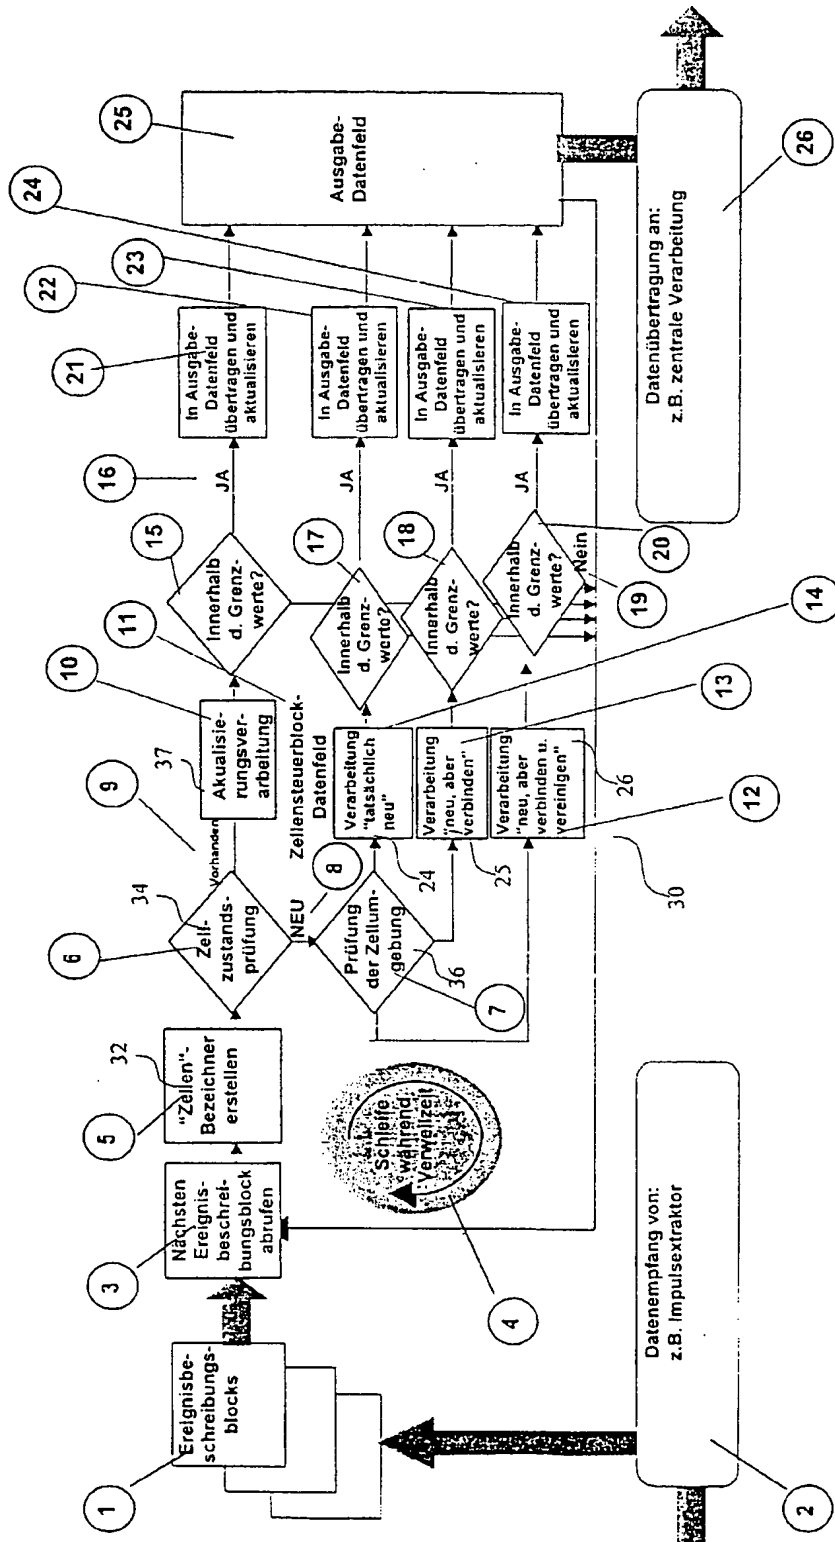 1
Ereignisbe-
schreibungs-
blocks
2
Datenempfang von:
z.B. Impulsextraktor
3
Nächsten
Ereignis-
beschrei-
bungsblock
abrufen
4
Schleife
während
Verweilzeit
5
32
"Zellen"-
Bezeichner
erstellen
6
34
Zell-
zustands-
prüfung
Vorhanden
9
NEU
8
Prüfung
der Zellum-
gebung
36
7
10
37
Akualisie-
rungsver-
arbeitung
11
Zellensteuerblock-
Datenfeld
Verarbeitung
"tatsächlich
neu"
24
14
Verarbeitung
"neu, aber
verbinden"
25
13
Verarbeitung
"neu, aber
verbinden u.
vereinigen"
26
12
30
15
Innerhalb
d. Grenz-
werte?
16
JA
17
Innerhalb
d. Grenz-
werte?
JA
18
Innerhalb
d. Grenz-
werte?
JA
Innerhalb
d. Grenz-
werte?
JA
20
Nein
19
21
In Ausgabe-
Datenfeld
übertragen und
aktualisieren
22
In Ausgabe-
Datenfeld
übertragen und
aktualisieren
23
In Ausgabe-
Datenfeld
übertragen und
aktualisieren
24
In Ausgabe-
Datenfeld
übertragen und
aktualisieren
25
Ausgabe-
Datenfeld
Datenübertragung an:
z.B. zentrale Verarbeitung
26